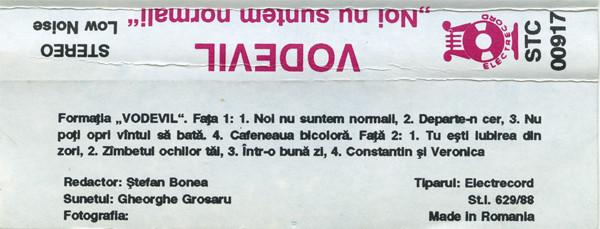 Low Noise
STEREO
„Noi nu suntem normali“
VODEVIL
ELECTRECORD
STC
00917
Formația „VODEVIL“. Fața 1: 1. Noi nu suntem normali, 2. Departe-n cer, 3. Nu
poți opri vîntul să bată. 4. Cafeneaua bicoloră. Față 2: 1. Tu ești iubirea din
zori, 2. Zîmbetul ochilor tăi, 3. Într-o bună zi, 4. Constantin și Veronica
Redactor: Ștefan Bonea
Sunetul: Gheorghe Grosaru
Fotografia:
Tiparul: Electrecord
St.I. 629/88
Made in Romania